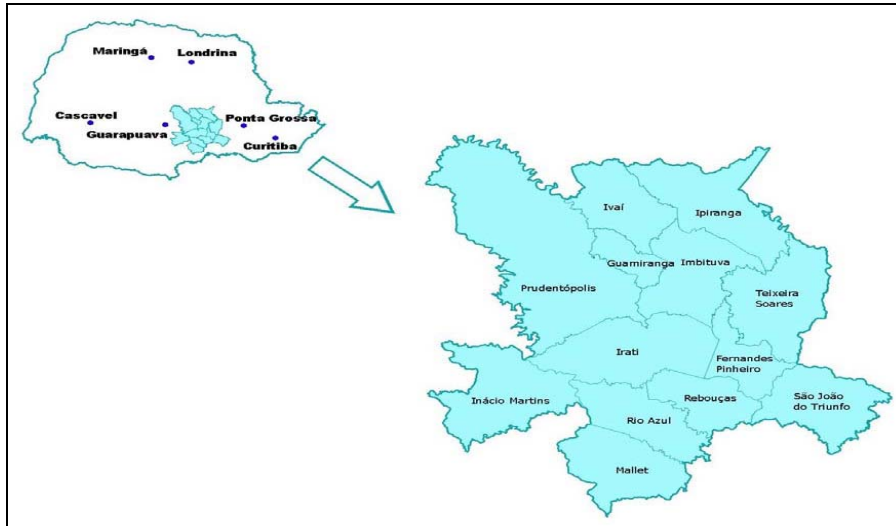 Maringá
Londrina
Cascavel
Guarapuava
Ponta Grossa
Curitiba
Ivaí
Ipiranga
Guamiranga
Imbituva
Prudentópolis
Teixeira
Soares
Irati
Fernandes
Pinheiro
Inácio Martins
Rebouças
São João
do Triunfo
Rio Azul
Mallet